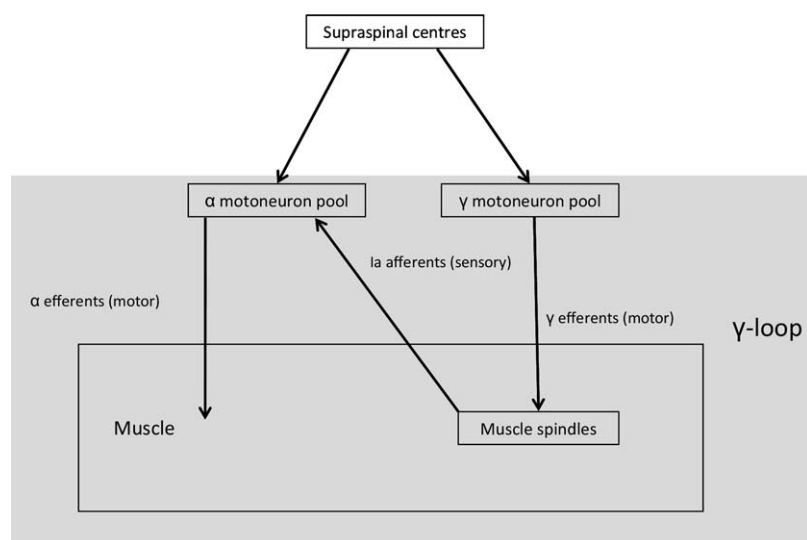 Supraspinal centres
α motoneuron pool
γ motoneuron pool
Ia afferents (sensory)
α efferents (motor)
γ efferents (motor)
γ-loop
Muscle
Muscle spindles